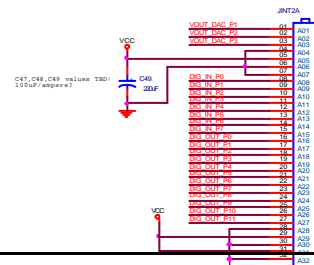 JINT2A
VOUT_DAC_P1 01 A01
VOUT_DAC_P2 02 A02
VOUT_DAC_P3 03 A03
VCC
04 A04
05 A05
06 A06
07 A07
C47,C48,C49 values TBD:
100uF/ampere?
C49
220uF
DIG_IN_P0 08 A08
DIG_IN_P1 09 A09
DIG_IN_P2 10 A10
DIG_IN_P3 11 A11
DIG_IN_P4 12 A12
DIG_IN_P5 13 A13
DIG_IN_P6 14 A14
DIG_IN_P7 15 A15
DIG_OUT_P0 16 A16
DIG_OUT_P1 17 A17
DIG_OUT_P2 18 A18
DIG_OUT_P3 19 A19
DIG_OUT_P4 20 A20
DIG_OUT_P5 21 A21
DIG_OUT_P6 22 A22
DIG_OUT_P7 23 A23
DIG_OUT_P8 24 A24
DIG_OUT_P9 25 A25
DIG_OUT_P10 26 A26
DIG_OUT_P11 27 A27
VCC
28 A28
29 A29
30 A30
31 A31
32 A32